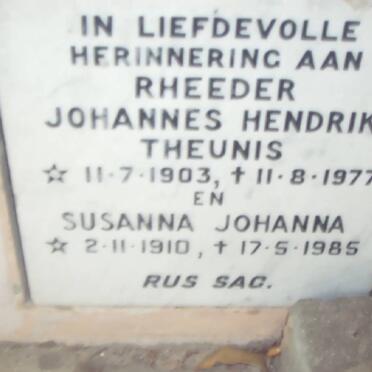 IN LIEFDEVOLLE
HERINNERING AAN
RHEEDER
JOHANNES HENDRIK
THEUNIS
☆ 11·7·1903, † 11·8·1977
EN
SUSANNA JOHANNA
☆ 2·11·1910, † 17·5·1985
RUS SAG.